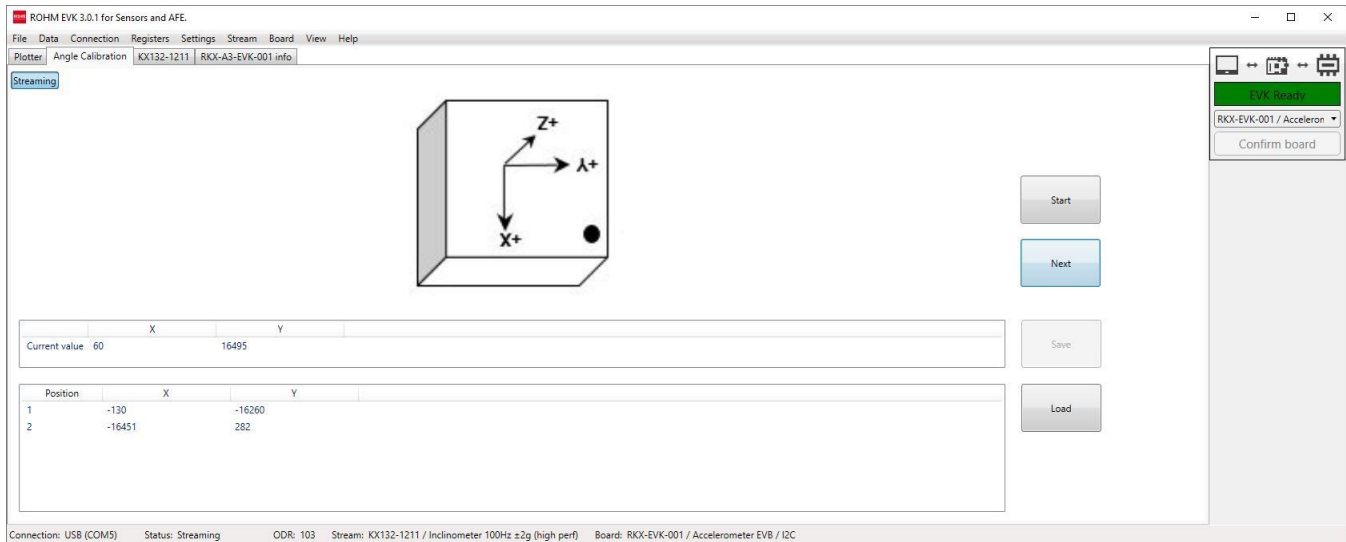 ROHM EVK 3.0.1 for Sensors and AFE.
File Data Connection Registers Settings Stream Board View Help
Plotter Angle Calibration KX132-1211 RKX-A3-EVK-001 info
Streaming
EVK Ready
RKX-EVK-001 / Acceleron
Confirm board
Z+
Y+
X+
Start
Next
X Y
Current value 60 16495
Save
Position X Y
1 -130 -16260
2 -16451 282
Load
Connection: USB (COM5) Status: Streaming ODR: 103 Stream: KX132-1211 / Inclinometer 100Hz ±2g (high perf) Board: RKX-EVK-001 / Accelerometer EVB / I2C